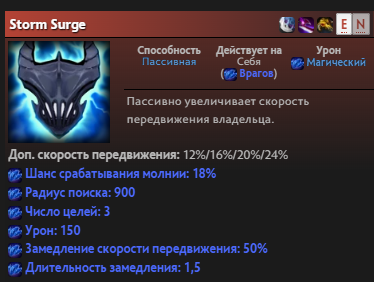 Storm Surge
E N
Способность
Пассивная
Действует на
Себя
(Врагов)
Урон
Магический
Пассивно увеличивает скорость
передвижения владельца.
Доп. скорость передвижения: 12%/16%/20%/24%
Шанс срабатывания молнии: 18%
Радиус поиска: 900
Число целей: 3
Урон: 150
Замедление скорости передвижения: 50%
Длительность замедления: 1,5